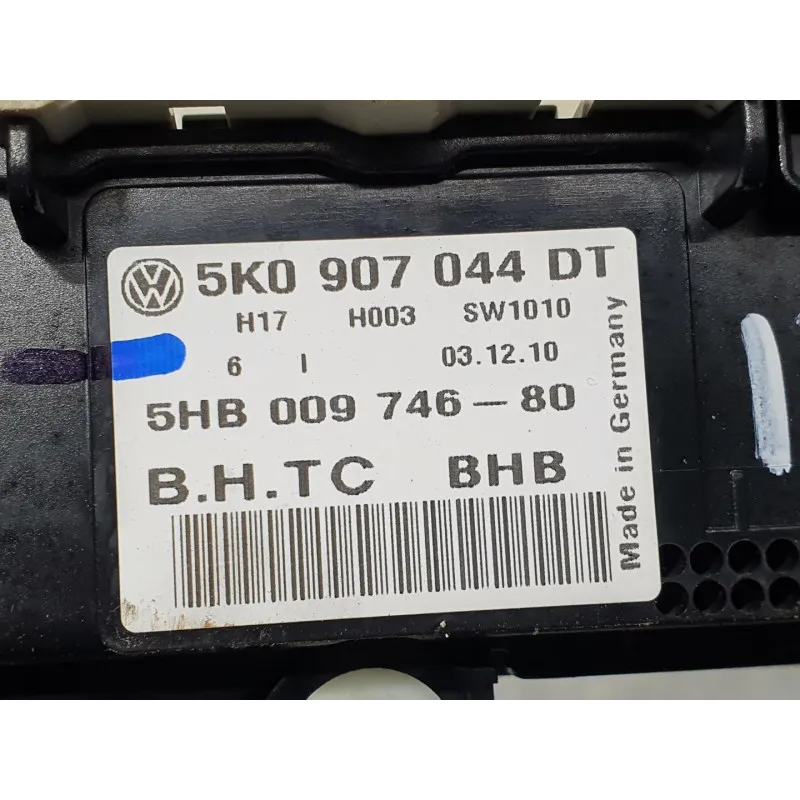 VW 5K0 907 044 DT
H17 H003 SW1010
6 I 03.12.10
5HB 009 746-80
B.H.TC BHB
Made in Germany